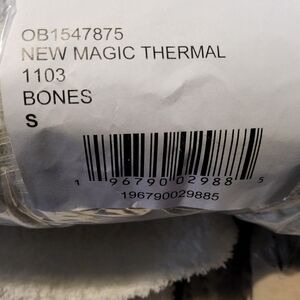 OB1547875
NEW MAGIC THERMAL
1103
BONES
S
1 96790 02988 5
196790029885